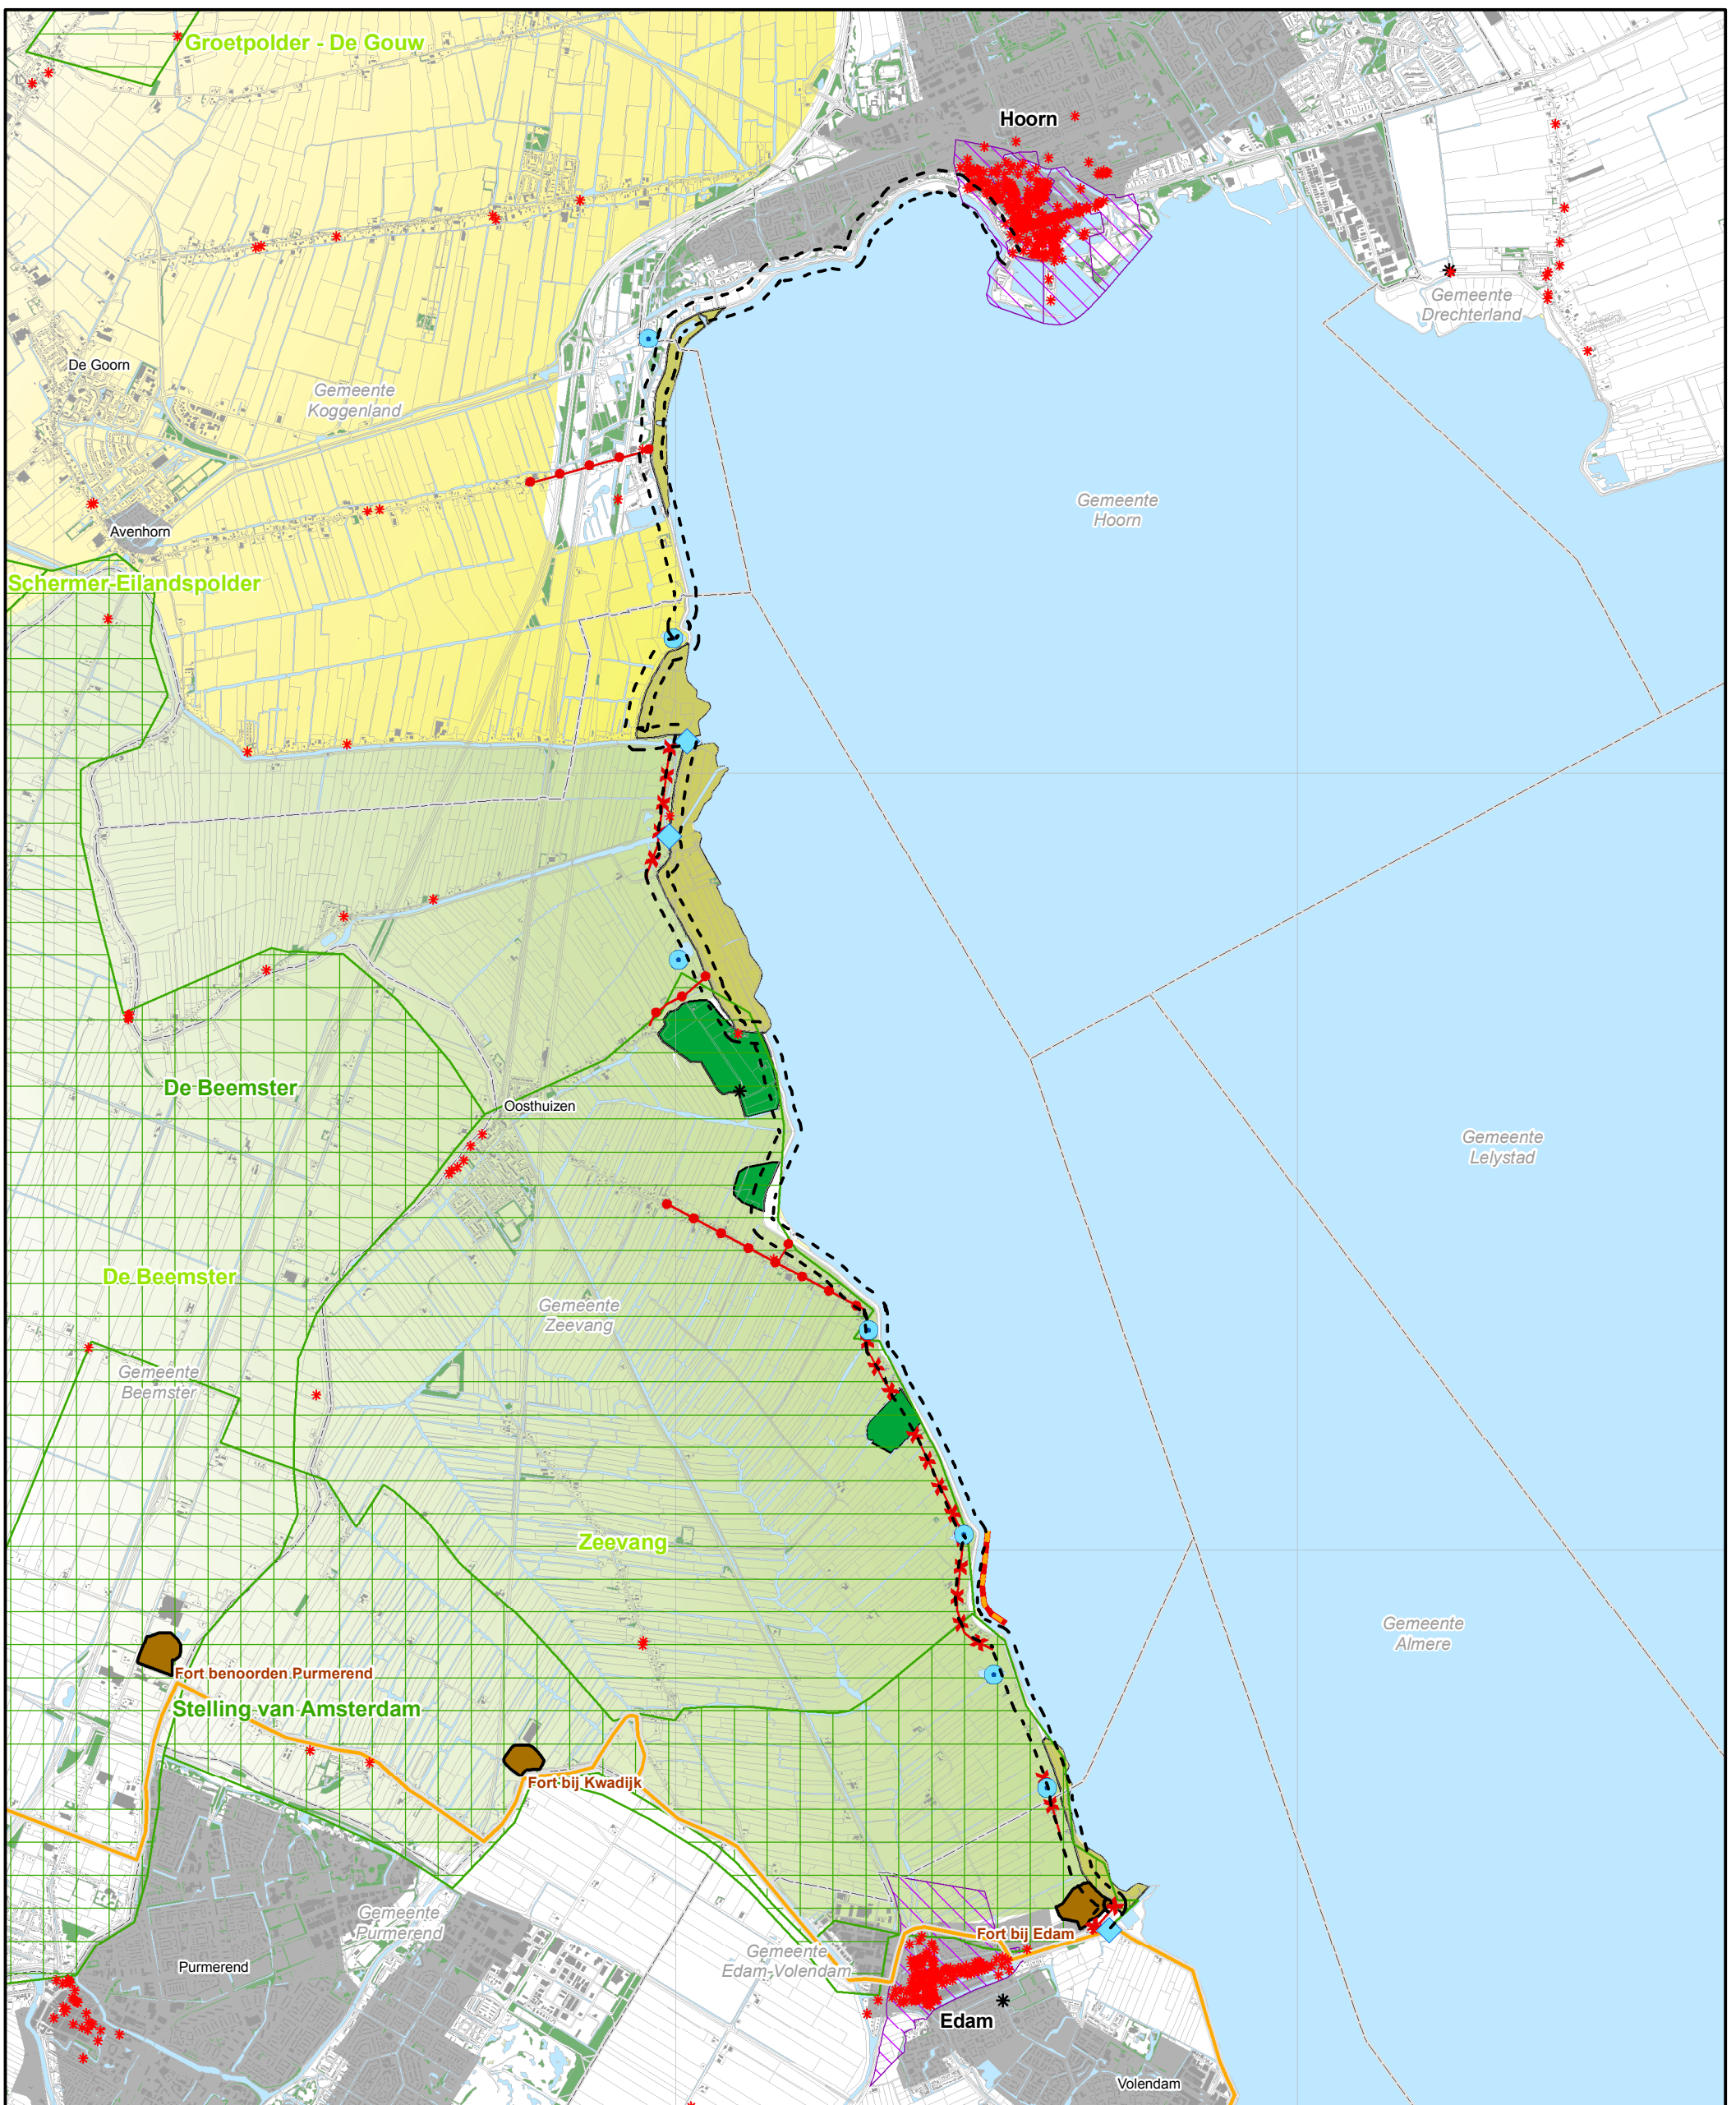 Groetpolder - De Gouw
Hoorn
Gemeente
Drechterland
De Goorn
Gemeente
Koggenland
Gemeente
Hoorn
Avenhorn
Schermer-Eilandspolder
De Beemster
Oosthuizen
Gemeente
Lelystad
De Beemster
Gemeente
Zeevang
Gemeente
Beemster
Zeevang
Gemeente
Almere
Fort benoorden Purmerend
Stelling van Amsterdam
Fort bij Kwadijk
Gemeente
Purmerend
Fort bij Edam
Gemeente
Edam-Volendam
Purmerend
Edam
Volendam